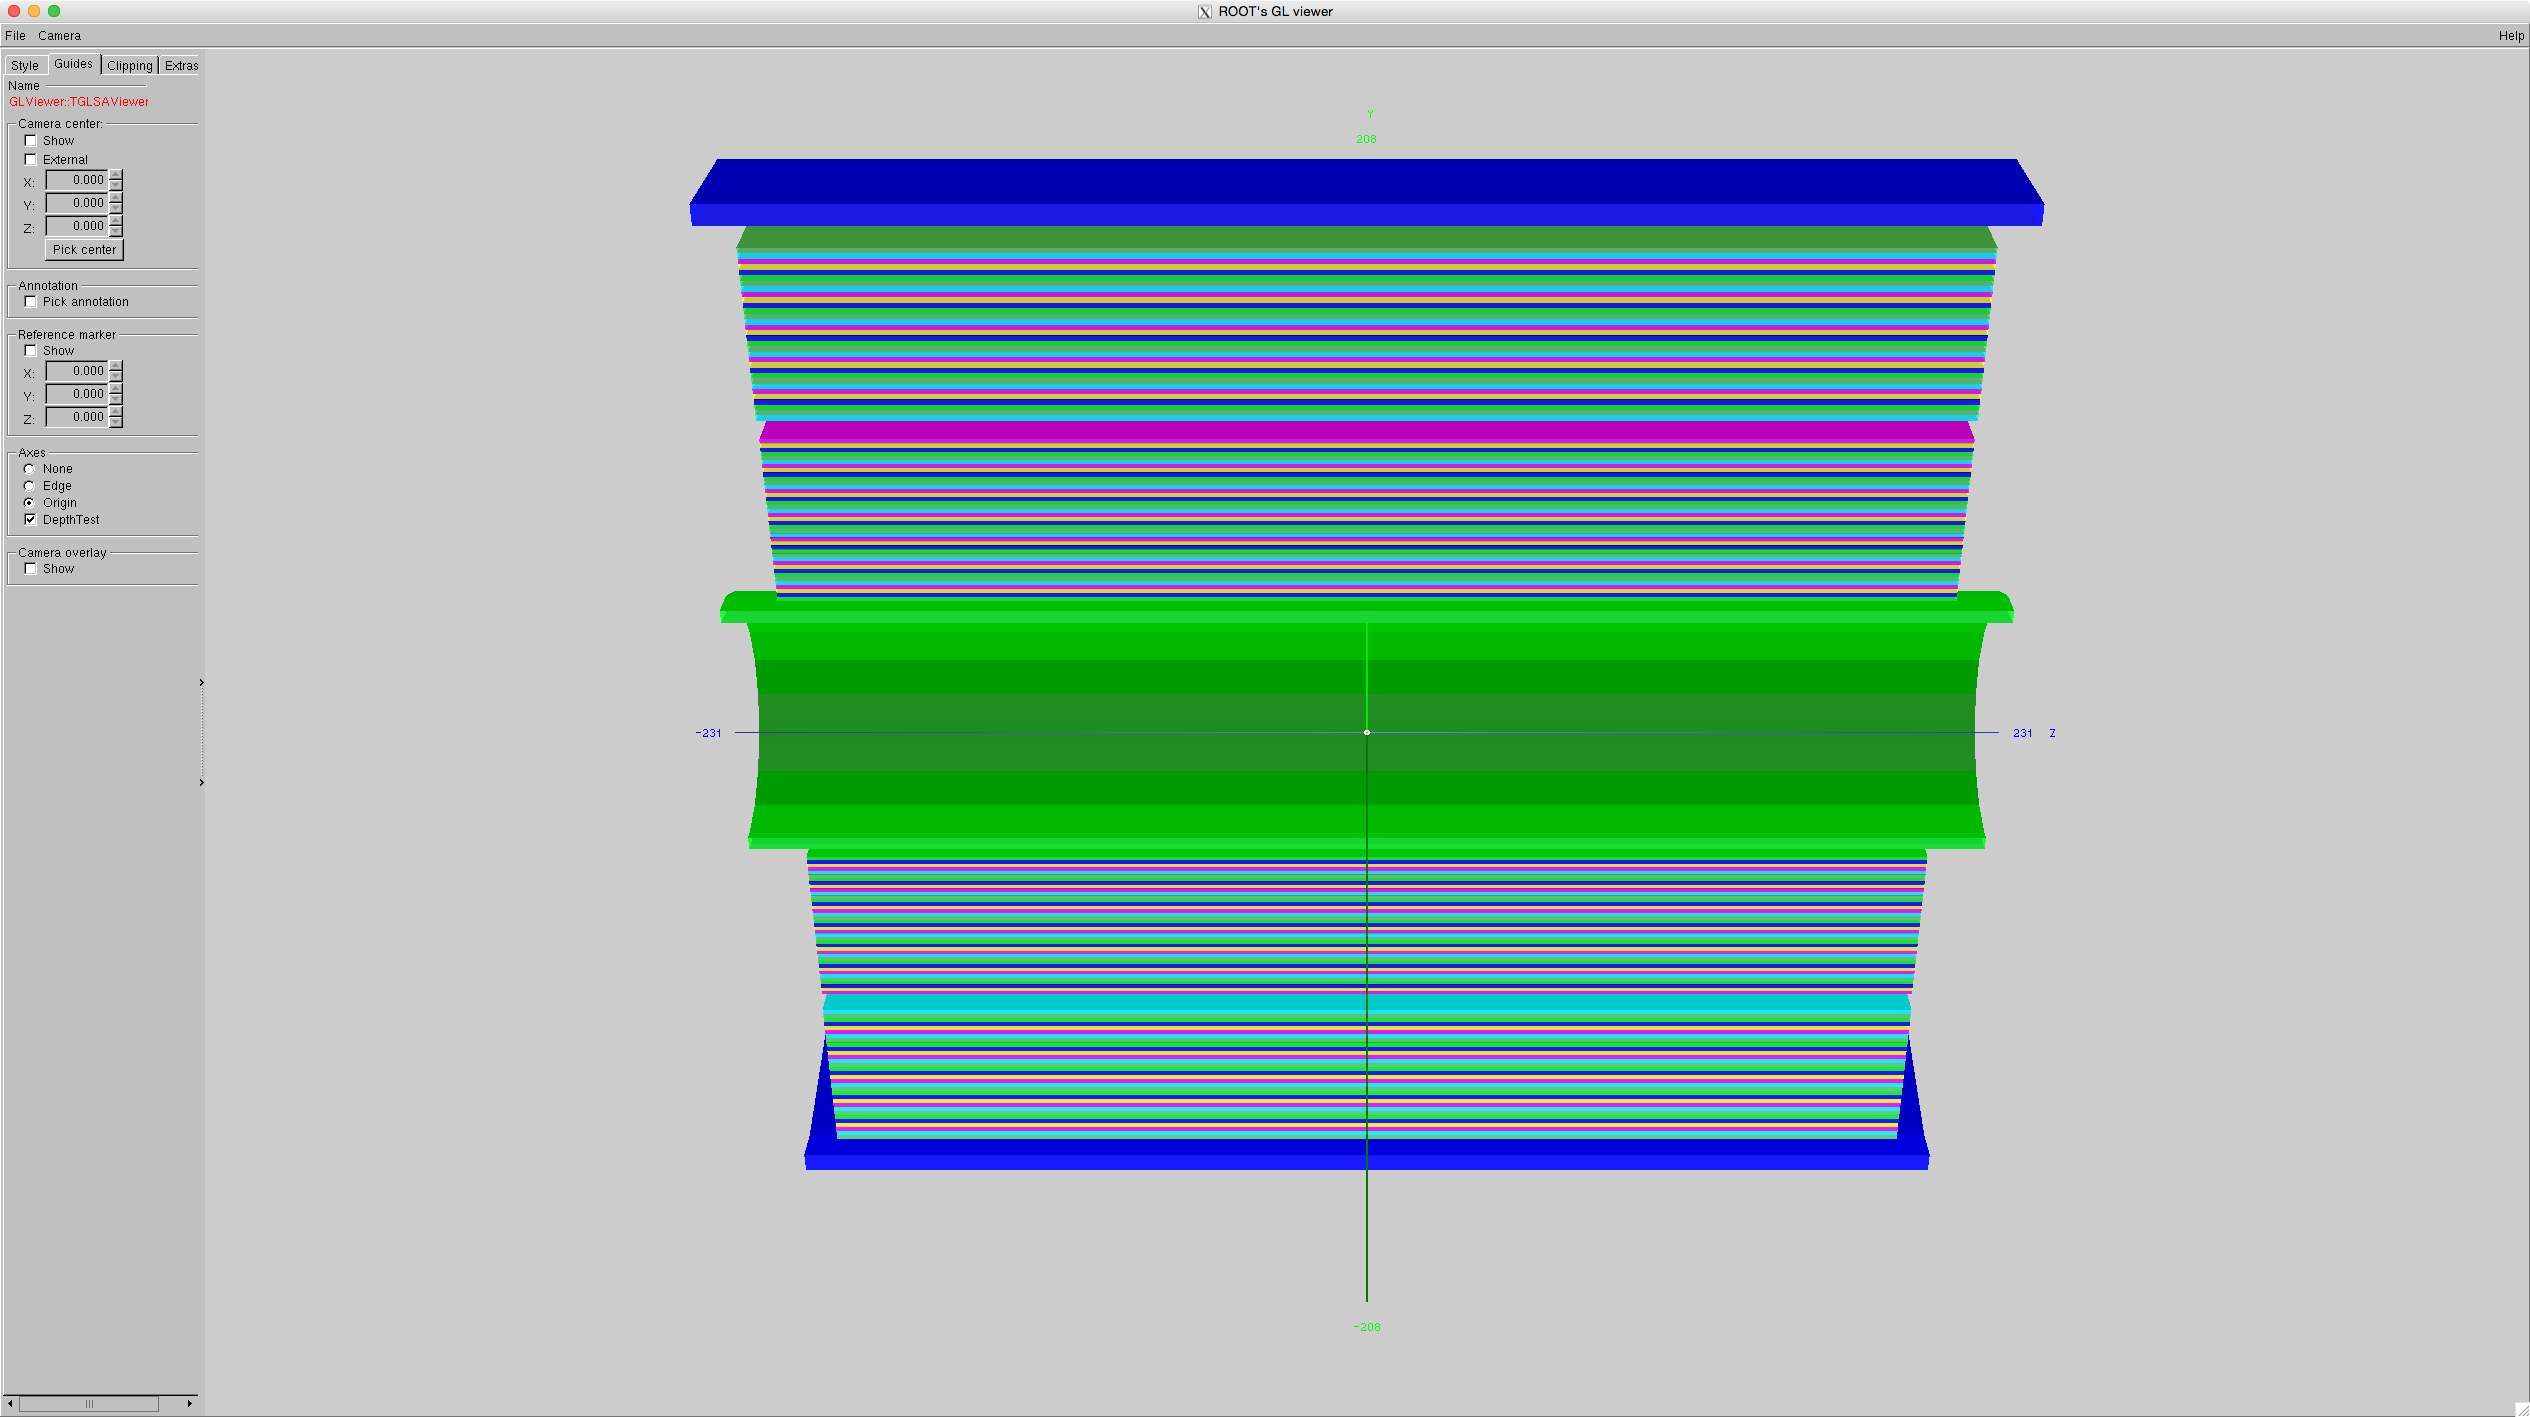 ROOT's GL viewer
File Camera Help
Style Guides Clipping Extras
Name
GLViewer::TGLSAViewer
Camera center:
Show
External
X: 0.000
Y: 0.000
Z: 0.000
Pick center
Annotation
Pick annotation
Reference marker
Show
X: 0.000
Y: 0.000
Z: 0.000
Axes
None
Edge
Origin
DepthTest
Camera overlay
Show
Y
208
-231
231 Z
-208